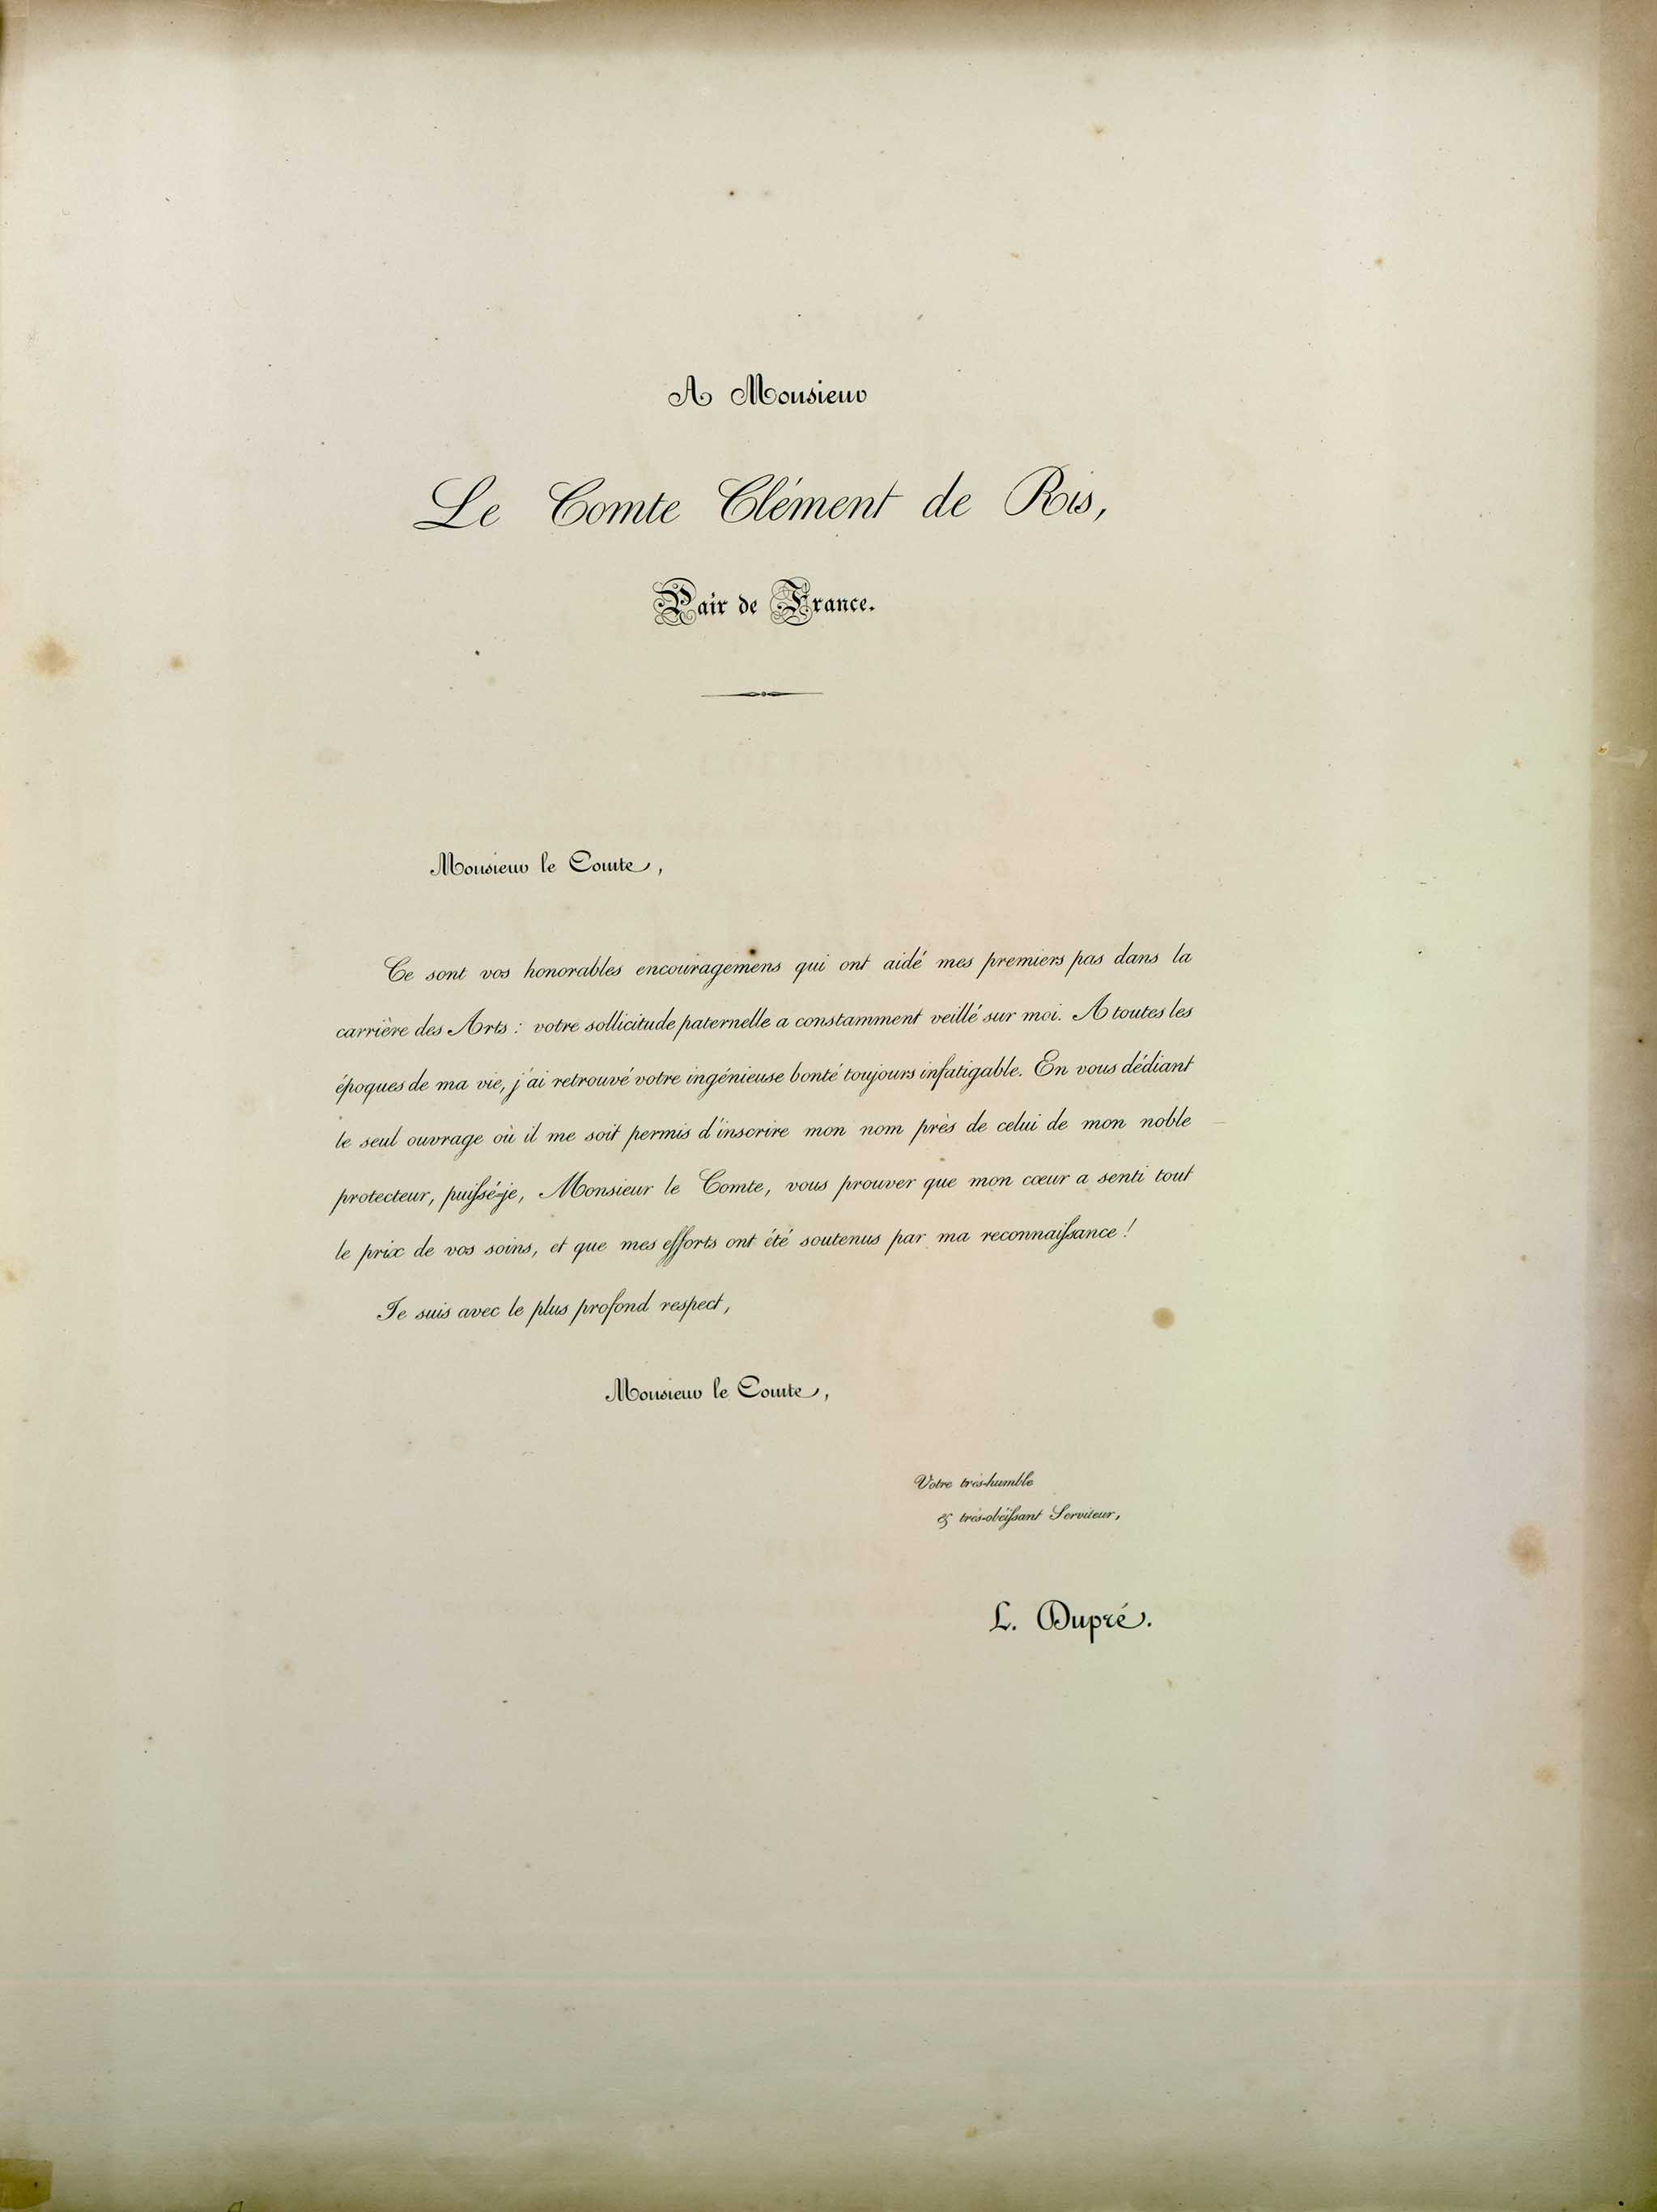 A Monsieur
Le Comte Clément de Ris,
Pair de France.
Monsieur le Comte,
Ce sont vos honorables encouragemens qui ont aidé mes premiers pas dans la
carrière des Arts : votre sollicitude paternelle a constamment veillé sur moi. A toutes les
époques de ma vie, j'ai retrouvé votre ingénieuse bonté toujours infatigable. En vous dédiant
le seul ouvrage où il me soit permis d'inscrire mon nom près de celui de mon noble
protecteur, puissé-je, Monsieur le Comte, vous prouver que mon cœur a senti tout
le prix de vos soins, et que mes efforts ont été soutenus par ma reconnaissance !
Je suis avec le plus profond respect,
Monsieur le Comte,
Votre très-humble
& très-obéissant Serviteur,
L. Dupré.